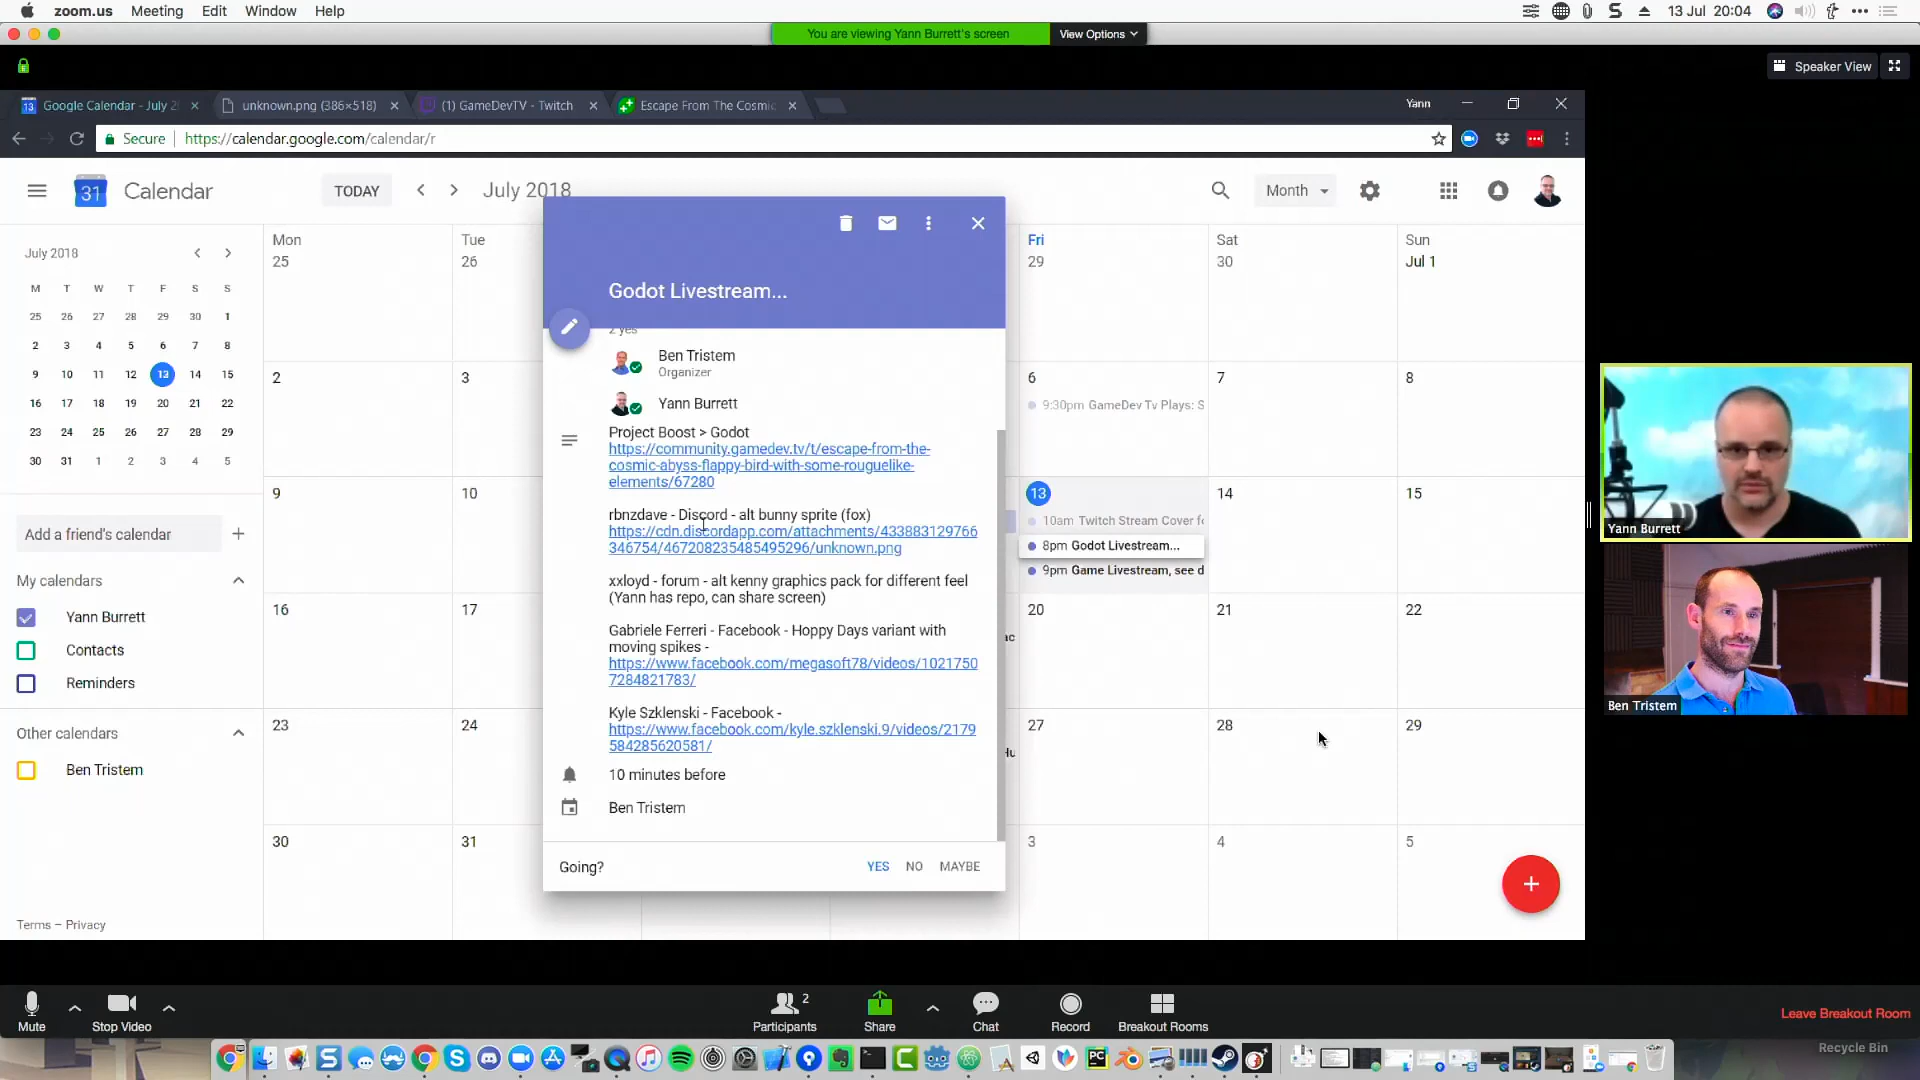 zoom.us Meeting Edit Window Help
13 Jul 20:04
You are viewing Yann Burrett's screen View Options
Speaker View
Google Calendar - July 2
unknown.png (386×518)
(1) GameDevTV - Twitch
Escape From The Cosmic
Yann
Secure https://calendar.google.com/calendar/r
31 Calendar TODAY July 2018 Month
July 2018
M T W T F S S
25 26 27 28 29 30 1
2 3 4 5 6 7 8
9 10 11 12 13 14 15
16 17 18 19 20 21 22
23 24 25 26 27 28 29
30 31 1 2 3 4 5
Add a friend's calendar
My calendars
Yann Burrett
Contacts
Reminders
Other calendars
Ben Tristem
Terms – Privacy
Mon Tue Fri Sat Sun
25 26 29 30 Jul 1
2 3 6 7 8
9:30pm GameDev Tv Plays: S
9 10 13 14 15
10am Twitch Stream Cover fo
8pm Godot Livestream...
9pm Game Livestream, see d
16 17 20 21 22
23 24 27 28 29
30 31 3 4 5
Godot Livestream...
2 yes
Ben Tristem
Organizer
Yann Burrett
Project Boost > Godot
https://community.gamedev.tv/t/escape-from-the-
cosmic-abyss-flappy-bird-with-some-rouguelike-
elements/67280
rbnzdave - Discord - alt bunny sprite (fox)
https://cdn.discordapp.com/attachments/433883129766
346754/467208235485495296/unknown.png
xxloyd - forum - alt kenny graphics pack for different feel
(Yann has repo, can share screen)
Gabriele Ferreri - Facebook - Hoppy Days variant with
moving spikes -
https://www.facebook.com/megasoft78/videos/1021750
7284821783/
Kyle Szklenski - Facebook -
https://www.facebook.com/kyle.szklenski.9/videos/2179
584285620581/
10 minutes before
Ben Tristem
Going? YES NO MAYBE
Yann Burrett
Ben Tristem
Mute
Stop Video
Participants 2
Share
Chat
Record
Breakout Rooms
Leave Breakout Room
Recycle Bin